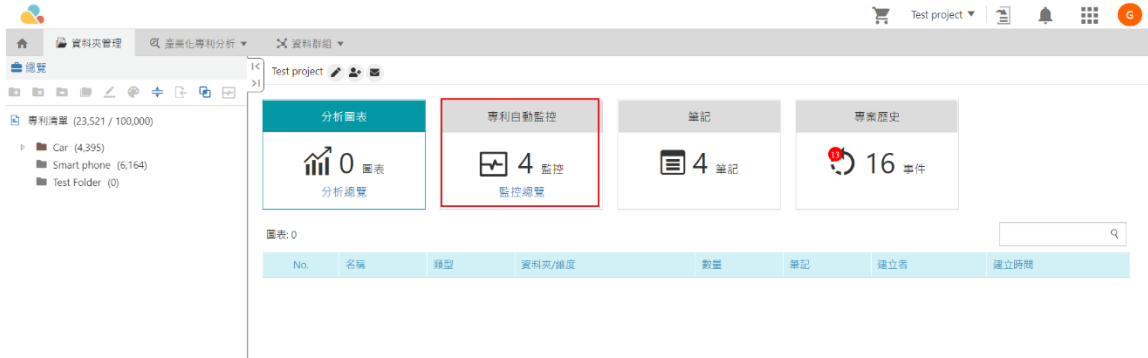 Test project ▼
G
資料夾管理
產業化專利分析 ▼
資料群組 ▼
總覽
Test project
專利清單 (23,521 / 100,000)
Car (4,395)
Smart phone (6,164)
Test Folder (0)
分析圖表
0 圖表
分析總覽
專利自動監控
4 監控
監控總覽
筆記
4 筆記
專案歷史
13
16 事件
圖表: 0
No. 名稱 類型 資料夾/維度 數量 筆記 建立者 建立時間